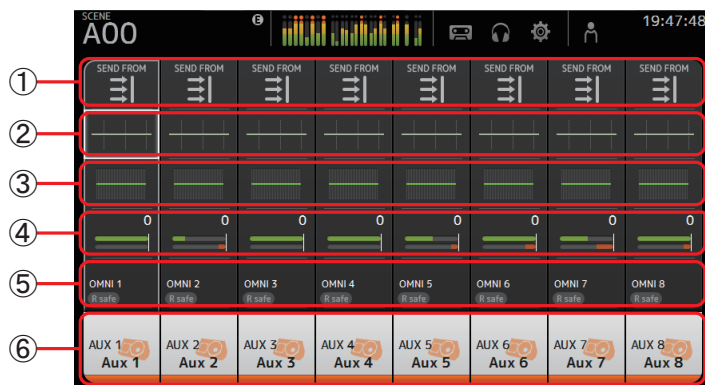 SCENE
A00
E
19:47:48
① SEND FROM SEND FROM SEND FROM SEND FROM SEND FROM SEND FROM SEND FROM SEND FROM
②
③
④ 0 0 0 0 0 0 0 0
⑤ OMNI 1 OMNI 2 OMNI 3 OMNI 4 OMNI 5 OMNI 6 OMNI 7 OMNI 8
R safe R safe R safe R safe R safe R safe R safe R safe
⑥ AUX 1 AUX 2 AUX 3 AUX 4 AUX 5 AUX 6 AUX 7 AUX 8
Aux 1 Aux 2 Aux 3 Aux 4 Aux 5 Aux 6 Aux 7 Aux 8